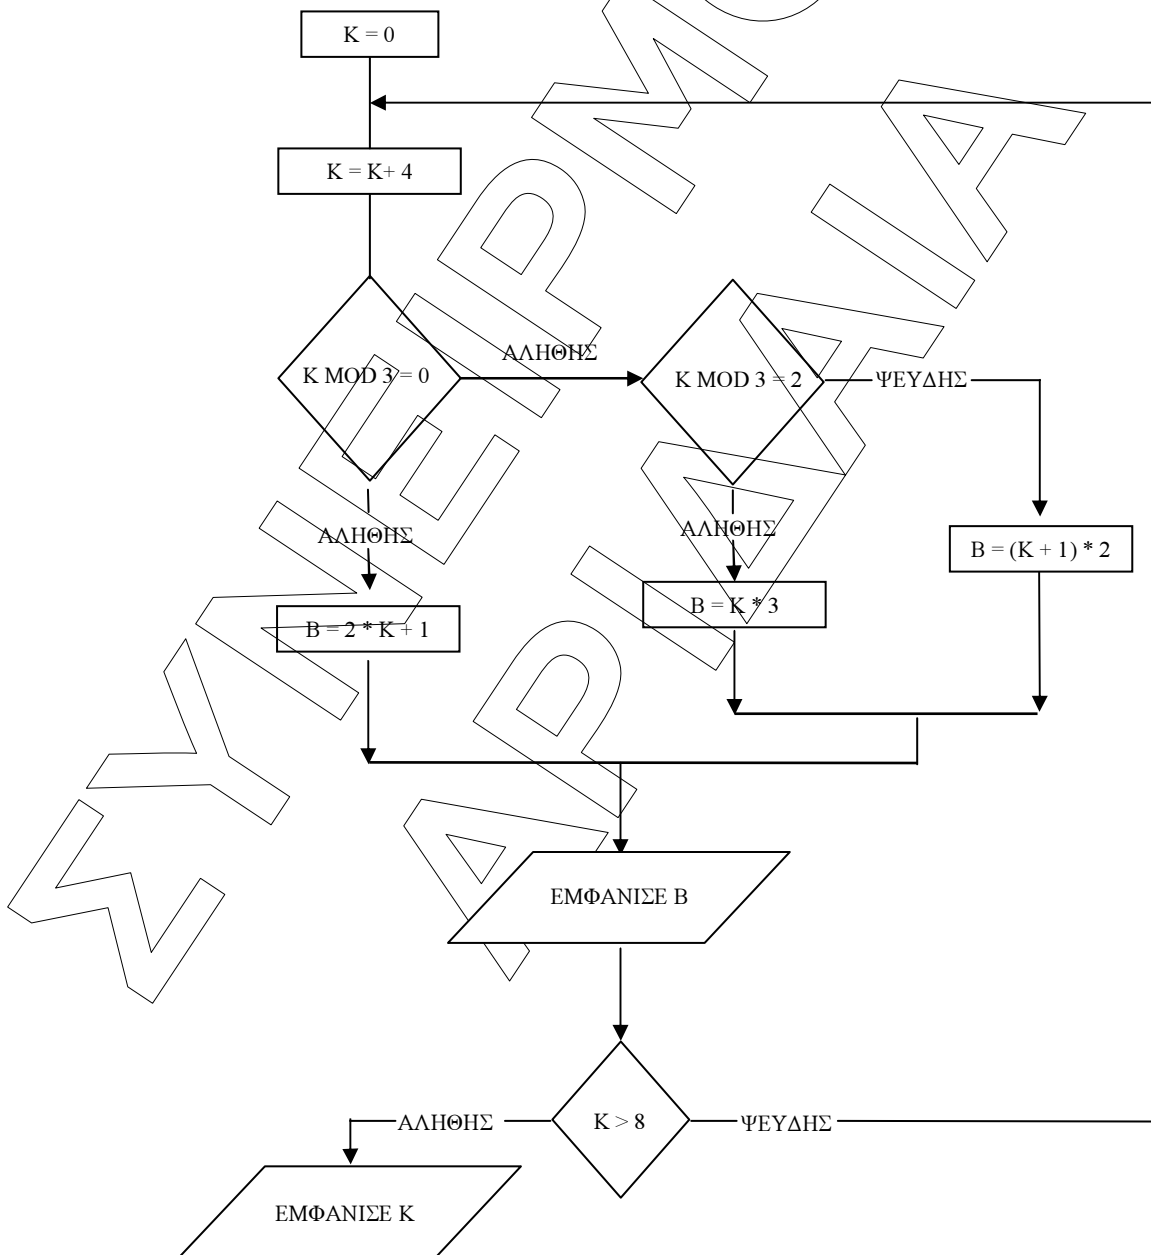 K = 0
K = K+ 4
K MOD 3 = 0
ΑΛΗΘΗΣ
K MOD 3 = 2
ΨΕΥΔΗΣ
ΑΛΗΘΗΣ
ΑΛΗΘΗΣ
B = (K + 1) * 2
B = K * 3
B = 2 * K + 1
ΕΜΦΑΝΙΣΕ B
K > 8
ΑΛΗΘΗΣ
ΨΕΥΔΗΣ
ΕΜΦΑΝΙΣΕ K